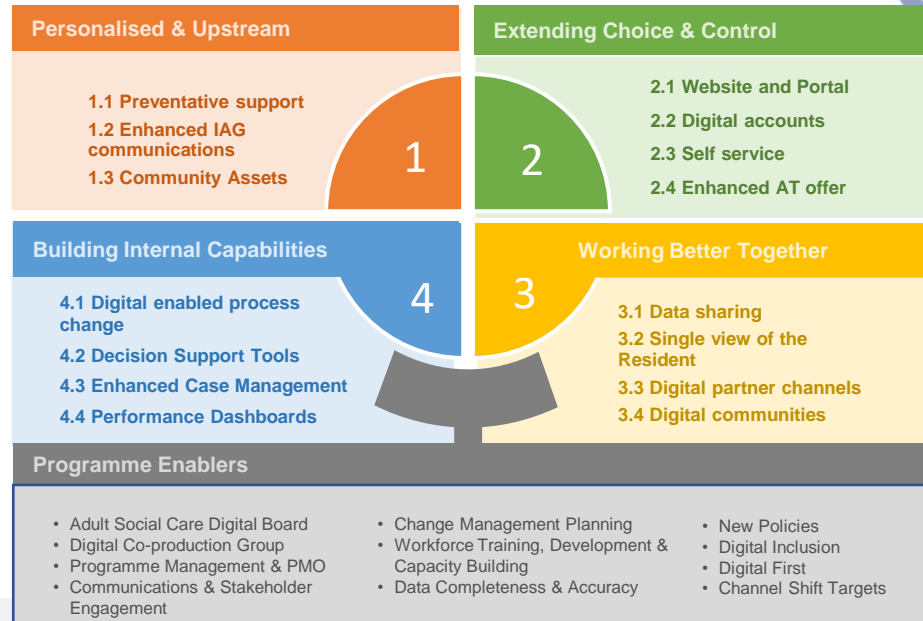 Personalised & Upstream
1.1 Preventative support
1.2 Enhanced IAG
communications
1.3 Community Assets
1
Extending Choice & Control
2.1 Website and Portal
2.2 Digital accounts
2.3 Self service
2.4 Enhanced AT offer
2
Building Internal Capabilities
4.1 Digital enabled process
change
4.2 Decision Support Tools
4.3 Enhanced Case Management
4.4 Performance Dashboards
4
Working Better Together
3
3.1 Data sharing
3.2 Single view of the
Resident
3.3 Digital partner channels
3.4 Digital communities
Programme Enablers
• Adult Social Care Digital Board
• Digital Co-production Group
• Programme Management & PMO
• Communications & Stakeholder
Engagement
• Change Management Planning
• Workforce Training, Development &
Capacity Building
• Data Completeness & Accuracy
• New Policies
• Digital Inclusion
• Digital First
• Channel Shift Targets